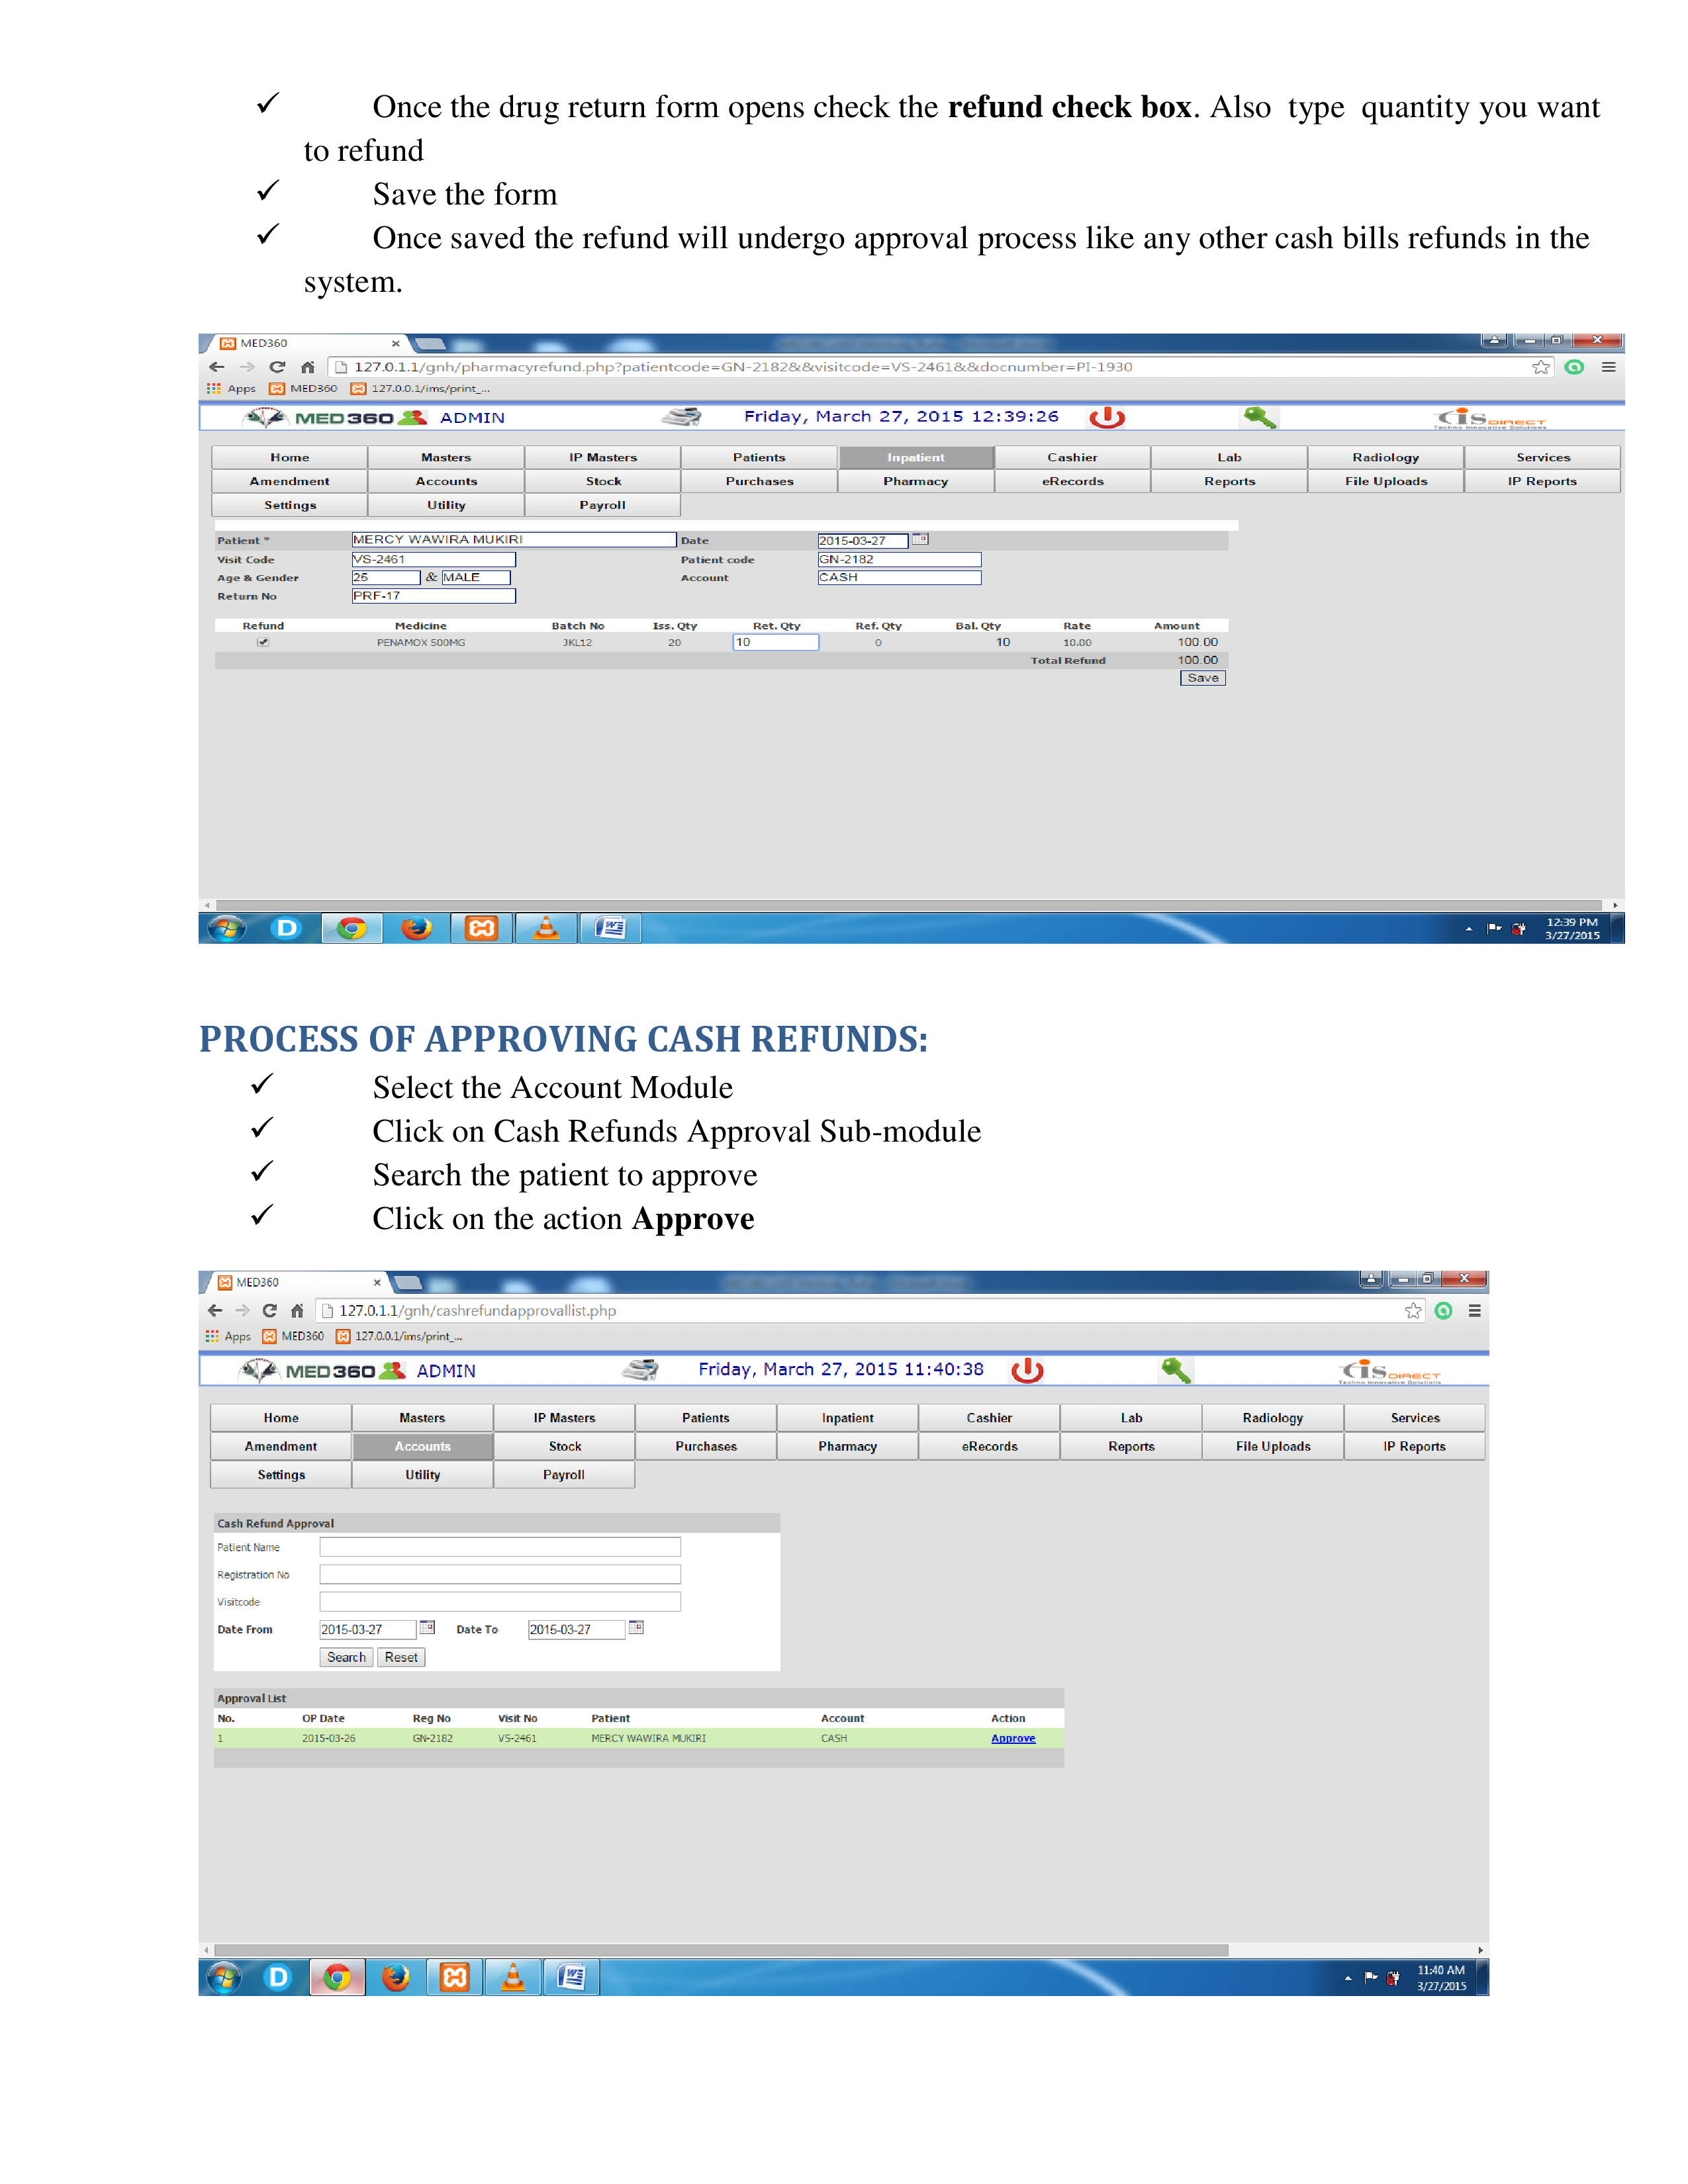 Once the drug return form opens check the refund check box. Also type quantity you want
to refund
Save the form
Once saved the refund will undergo approval process like any other cash bills refunds in the
system.
MED360
127.0.1.1/gnh/pharmacyrefund.php?patientcode=GN-2182&&visitcode=VS-2461&&docnumber=PI-1930
Apps MED360 127.0.0.1/ims/print_...
MED360 ADMIN Friday, March 27, 2015 12:39:26 CiS DIRECT
Techno Innovative Solutions
Home Masters IP Masters Patients Inpatient Cashier Lab Radiology Services
Amendment Accounts Stock Purchases Pharmacy eRecords Reports File Uploads IP Reports
Settings Utility Payroll
Patient * MERCY WAWIRA MUKIRI Date 2015-03-27
Visit Code VS-2461 Patient code GN-2182
Age & Gender 25 & MALE Account CASH
Return No PRF-17
Refund Medicine Batch No Iss. Qty Ret. Qty Ref. Qty Bal. Qty Rate Amount
PENAMOX 500MG JKL12 20 10 0 10 10.00 100.00
Total Refund 100.00
Save
12:39 PM
3/27/2015
PROCESS OF APPROVING CASH REFUNDS:
Select the Account Module
Click on Cash Refunds Approval Sub-module
Search the patient to approve
Click on the action Approve
MED360
127.0.1.1/gnh/cashrefundapprovallist.php
Apps MED360 127.0.0.1/ims/print_...
MED360 ADMIN Friday, March 27, 2015 11:40:38 CiS DIRECT
Techno Innovative Solutions
Home Masters IP Masters Patients Inpatient Cashier Lab Radiology Services
Amendment Accounts Stock Purchases Pharmacy eRecords Reports File Uploads IP Reports
Settings Utility Payroll
Cash Refund Approval
Patient Name
Registration No
Visitcode
Date From 2015-03-27 Date To 2015-03-27
Search Reset
Approval List
No. OP Date Reg No Visit No Patient Account Action
1 2015-03-26 GN-2182 VS-2461 MERCY WAWIRA MUKIRI CASH Approve
11:40 AM
3/27/2015